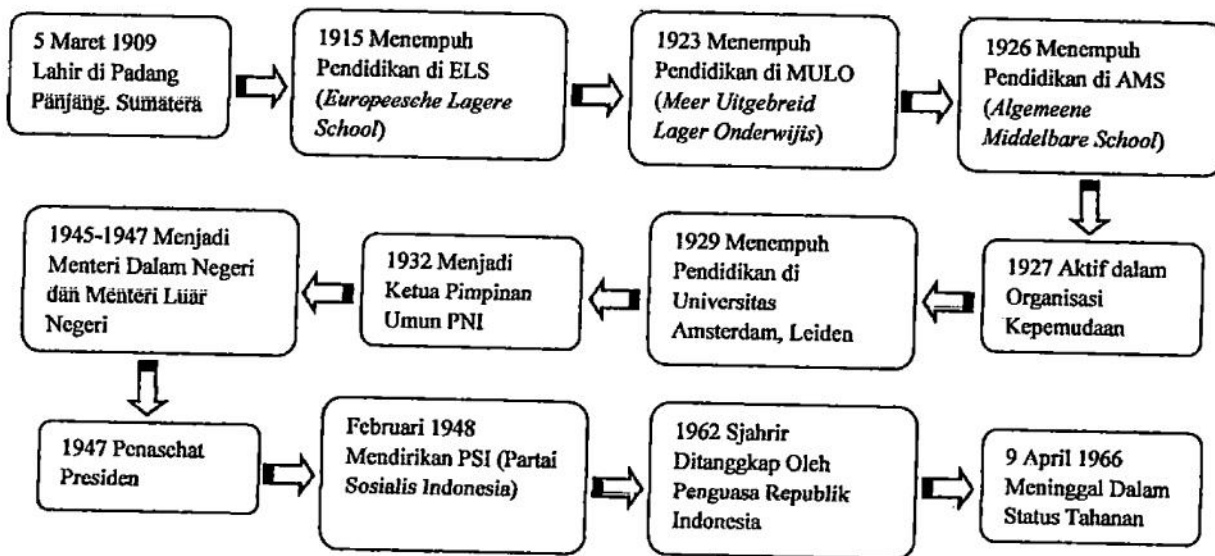 5 Maret 1909
Lahir di Padang
Panjang. Sumatera
1915 Menempuh
Pendidikan di ELS
(Europeesche Lagere
School)
1923 Menempuh
Pendidikan di MULO
(Meer Uitgebreid
Lager Onderwijis)
1926 Menempuh
Pendidikan di AMS
(Algemeene
Middelbare School)
1927 Aktif dalam
Organisasi
Kepemudaan
1929 Menempuh
Pendidikan di
Universitas
Amsterdam, Leiden
1932 Menjadi
Ketua Pimpinan
Umun PNI
1945-1947 Menjadi
Menteri Dalam Negeri
dan Menteri Luar
Negeri
1947 Penasehat
Presiden
Februari 1948
Mendirikan PSI (Partai
Sosialis Indonesia)
1962 Sjahrir
Ditanggkap Oleh
Penguasa Republik
Indonesia
9 April 1966
Meninggal Dalam
Status Tahanan